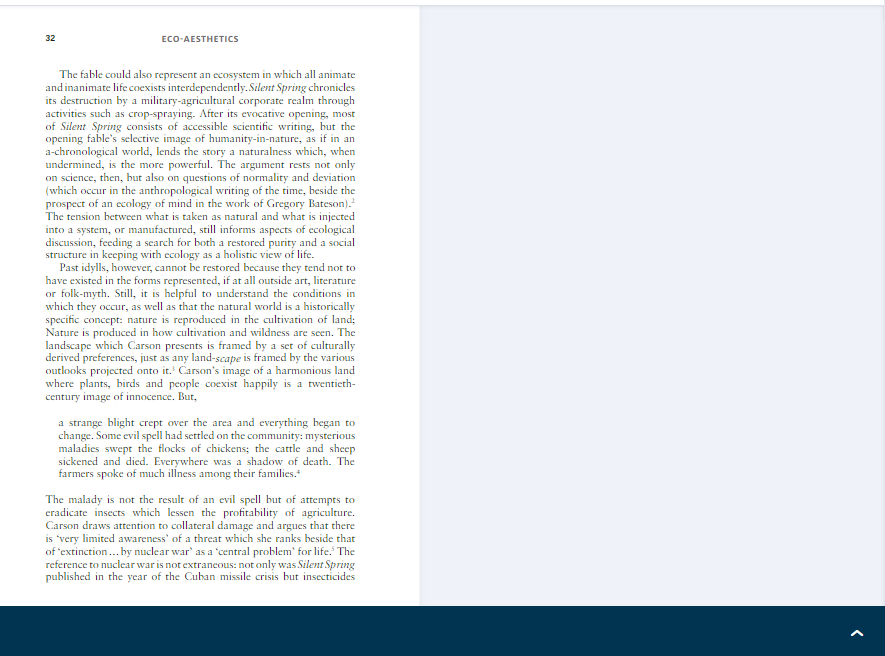 32
ECO-AESTHETICS
The fable could also represent an ecosystem in which all animate
and inanimate life coexists interdependently. Silent Spring chronicles
its destruction by a military-agricultural corporate realm through
activities such as crop-spraying. After its evocative opening, most
of Silent Spring consists of accessible scientific writing, but the
opening fable's selective image of humanity-in-nature, as if in an
a-chronological world, lends the story a naturalness which, when
undermined, is the more powerful. The argument rests not only
on science, then, but also on questions of normality and deviation
(which occur in the anthropological writing of the time, beside the
prospect of an ecology of mind in the work of Gregory Bateson).²
The tension between what is taken as natural and what is injected
into a system, or manufactured, still informs aspects of ecological
discussion, feeding a search for both a restored purity and a social
structure in keeping with ecology as a holistic view of life.
Past idylls, however, cannot be restored because they tend not to
have existed in the forms represented, if at all outside art, literature
or folk-myth. Still, it is helpful to understand the conditions in
which they occur, as well as that the natural world is a historically
specific concept: nature is reproduced in the cultivation of land;
Nature is produced in how cultivation and wildness are seen. The
landscape which Carson presents is framed by a set of culturally
derived preferences, just as any land-scape is framed by the various
outlooks projected onto it.³ Carson's image of a harmonious land
where plants, birds and people coexist happily is a twentieth-
century image of innocence. But,
a strange blight crept over the area and everything began to
change. Some evil spell had settled on the community: mysterious
maladies swept the flocks of chickens; the cattle and sheep
sickened and died. Everywhere was a shadow of death. The
farmers spoke of much illness among their families.⁴
The malady is not the result of an evil spell but of attempts to
eradicate insects which lessen the profitability of agriculture.
Carson draws attention to collateral damage and argues that there
is 'very limited awareness' of a threat which she ranks beside that
of 'extinction ... by nuclear war' as a 'central problem' for life.⁵ The
reference to nuclear war is not extraneous: not only was Silent Spring
published in the year of the Cuban missile crisis but insecticides